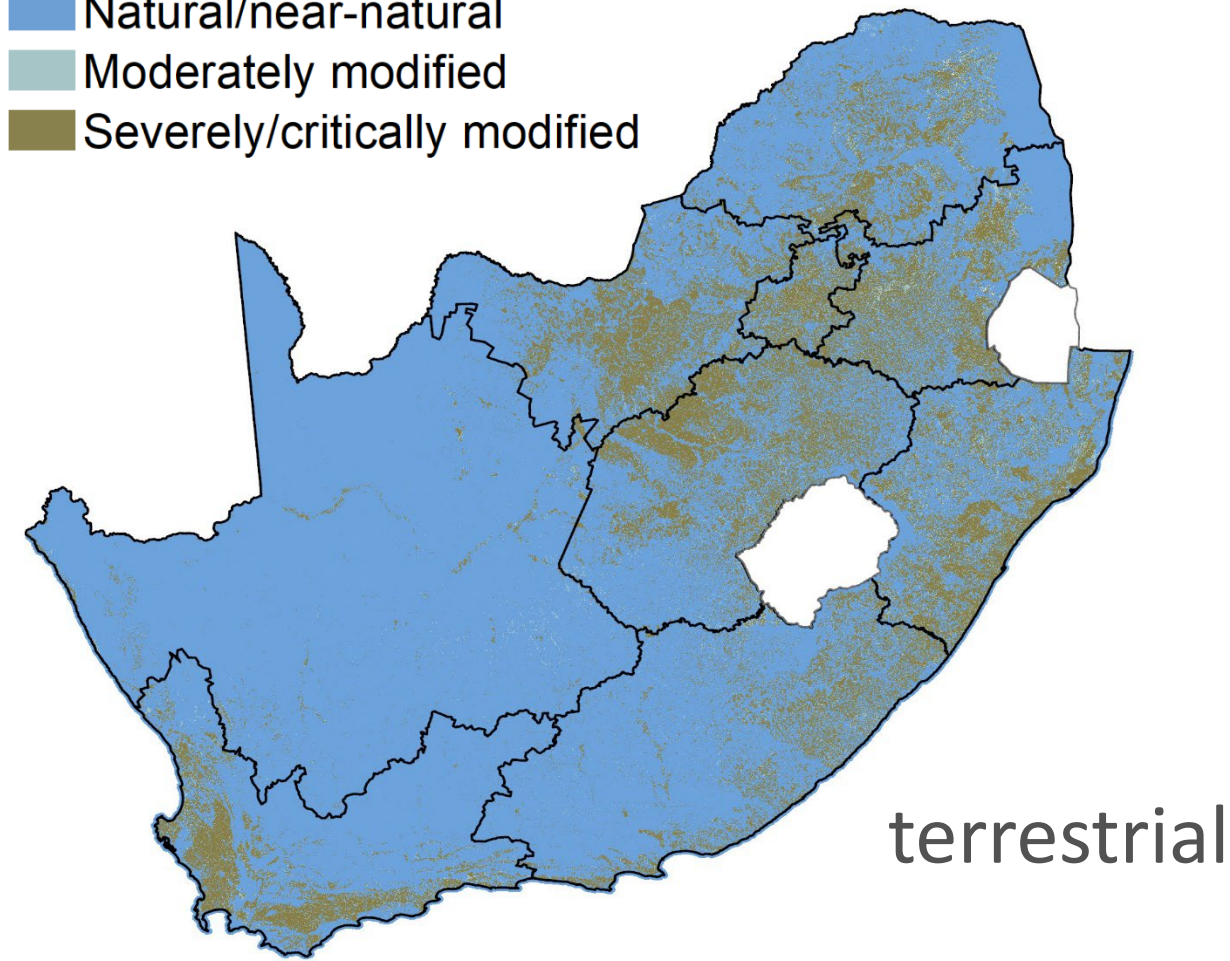 Natural/near-natural
Moderately modified
Severely/critically modified
terrestrial